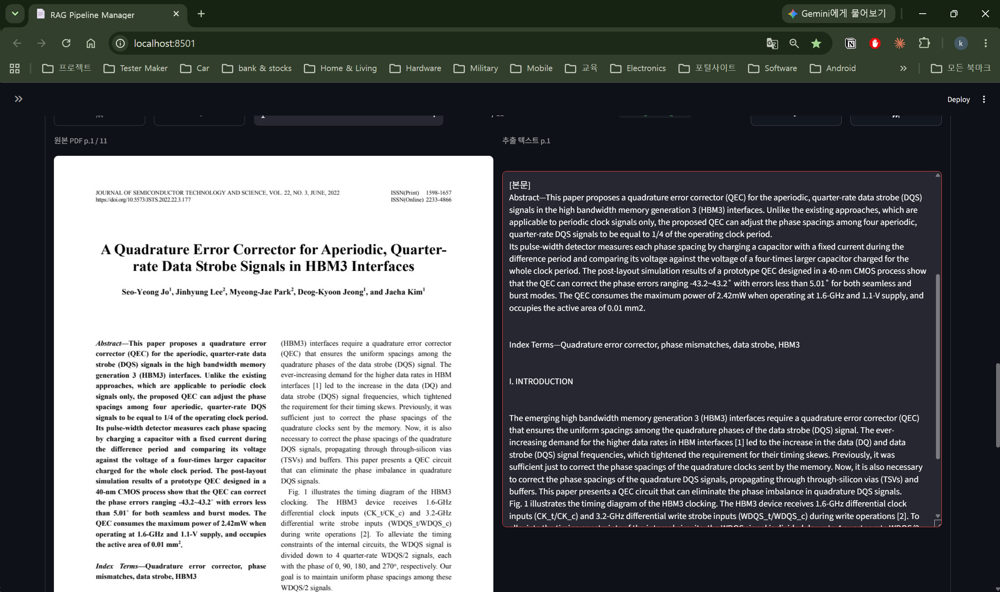 RAG Pipeline Manager
Gemini에게 물어보기
localhost:8501
k
프로젝트
Tester Maker
Car
bank & stocks
Home & Living
Hardware
Military
Mobile
교육
Electronics
포털사이트
Software
Android
모든 북마크
Deploy
원본 PDF p.1 / 11
추출 텍스트 p.1
JOURNAL OF SEMICONDUCTOR TECHNOLOGY AND SCIENCE, VOL. 22, NO. 3, JUNE, 2022
https://doi.org/10.5573/JSTS.2022.22.3.177
ISSN(Print) 1598-1657
ISSN(Online) 2233-4866
A Quadrature Error Corrector for Aperiodic, Quarter-
rate Data Strobe Signals in HBM3 Interfaces
Seo-Yeong Jo1, Jinhyung Lee2, Myeong-Jae Park2, Deog-Kyoon Jeong1, and Jaeha Kim1
Abstract—This paper proposes a quadrature error
corrector (QEC) for the aperiodic, quarter-rate data
strobe (DQS) signals in the high bandwidth memory
generation 3 (HBM3) interfaces. Unlike the existing
approaches, which are applicable to periodic clock
signals only, the proposed QEC can adjust the phase
spacings among four aperiodic, quarter-rate DQS
signals to be equal to 1/4 of the operating clock period.
Its pulse-width detector measures each phase spacing
by charging a capacitor with a fixed current during
the difference period and comparing its voltage
against the voltage of a four-times larger capacitor
charged for the whole clock period. The post-layout
simulation results of a prototype QEC designed in a
40-nm CMOS process show that the QEC can correct
the phase errors ranging -43.2~43.2˚ with errors less
than 5.01˚ for both seamless and burst modes. The
QEC consumes the maximum power of 2.42mW when
operating at 1.6-GHz and 1.1-V supply, and occupies
the active area of 0.01 mm2.
Index Terms—Quadrature error corrector, phase
mismatches, data strobe, HBM3
(HBM3) interfaces require a quadrature error corrector
(QEC) that ensures the uniform spacings among the
quadrature phases of the data strobe (DQS) signal. The
ever-increasing demand for the higher data rates in HBM
interfaces [1] led to the increase in the data (DQ) and
data strobe (DQS) signal frequencies, which tightened
the requirement for their timing skews. Previously, it was
sufficient just to correct the phase spacings of the
quadrature clocks sent by the memory. Now, it is also
necessary to correct the phase spacings of the quadrature
DQS signals, propagating through through-silicon vias
(TSVs) and buffers. This paper presents a QEC circuit
that can eliminate the phase imbalance in quadrature
DQS signals.
Fig. 1 illustrates the timing diagram of the HBM3
clocking. The HBM3 device receives 1.6-GHz
differential clock inputs (CK_t/CK_c) and 3.2-GHz
differential write strobe inputs (WDQS_t/WDQS_c)
during write operations [2]. To alleviate the timing
constraints of the internal circuits, the WDQS signal is
divided down to 4 quarter-rate WDQS/2 signals, each
with the phase of 0, 90, 180, and 270°, respectively. Our
goal is to maintain uniform phase spacings among these
WDQS/2 signals.
[본문]
Abstract—This paper proposes a quadrature error corrector (QEC) for the aperiodic, quarter-rate data strobe (DQS)
signals in the high bandwidth memory generation 3 (HBM3) interfaces. Unlike the existing approaches, which are
applicable to periodic clock signals only, the proposed QEC can adjust the phase spacings among four aperiodic,
quarter-rate DQS signals to be equal to 1/4 of the operating clock period.
Its pulse-width detector measures each phase spacing by charging a capacitor with a fixed current during the
difference period and comparing its voltage against the voltage of a four-times larger capacitor charged for the
whole clock period. The post-layout simulation results of a prototype QEC designed in a 40-nm CMOS process show
that the QEC can correct the phase errors ranging -43.2~43.2˚ with errors less than 5.01˚ for both seamless and
burst modes. The QEC consumes the maximum power of 2.42mW when operating at 1.6-GHz and 1.1-V supply, and
occupies the active area of 0.01 mm2.
Index Terms—Quadrature error corrector, phase mismatches, data strobe, HBM3
I. INTRODUCTION
The emerging high bandwidth memory generation 3 (HBM3) interfaces require a quadrature error corrector (QEC)
that ensures the uniform spacings among the quadrature phases of the data strobe (DQS) signal. The ever-
increasing demand for the higher data rates in HBM interfaces [1] led to the increase in the data (DQ) and data
strobe (DQS) signal frequencies, which tightened the requirement for their timing skews. Previously, it was
sufficient just to correct the phase spacings of the quadrature clocks sent by the memory. Now, it is also necessary
to correct the phase spacings of the quadrature DQS signals, propagating through through-silicon vias (TSVs) and
buffers. This paper presents a QEC circuit that can eliminate the phase imbalance in quadrature DQS signals.
Fig. 1 illustrates the timing diagram of the HBM3 clocking. The HBM3 device receives 1.6-GHz differential clock
inputs (CK_t/CK_c) and 3.2-GHz differential write strobe inputs (WDQS_t/WDQS_c) during write operations [2]. To